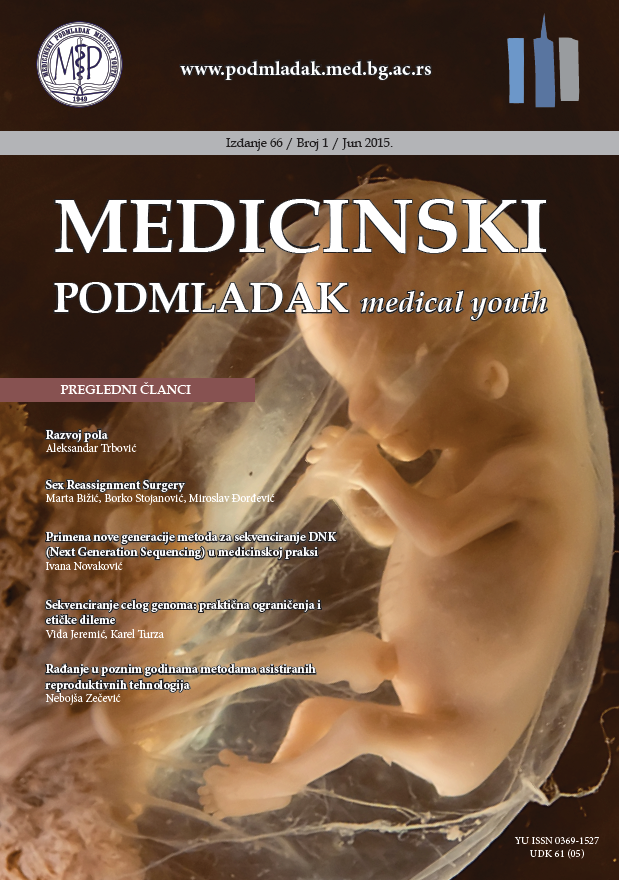 MEDICINSKI PODMLADAK MEDICAL YOUTH
MP
1949
www.podmladak.med.bg.ac.rs
Izdanje 66 / Broj 1 / Jun 2015.
MEDICINSKI
PODMLADAK medical youth
PREGLEDNI ČLANCI
Razvoj pola
Aleksandar Trbović
Sex Reassignment Surgery
Marta Bižić, Borko Stojanović, Miroslav Đorđević
Primena nove generacije metoda za sekvenciranje DNK
(Next Generation Sequencing) u medicinskoj praksi
Ivana Novaković
Sekvenciranje celog genoma: praktična ograničenja i
etičke dileme
Vida Jeremić, Karel Turza
Rađanje u poznim godinama metodama asistiranih
reproduktivnih tehnologija
Nebojša Zečević
YU ISSN 0369-1527
UDK 61 (05)